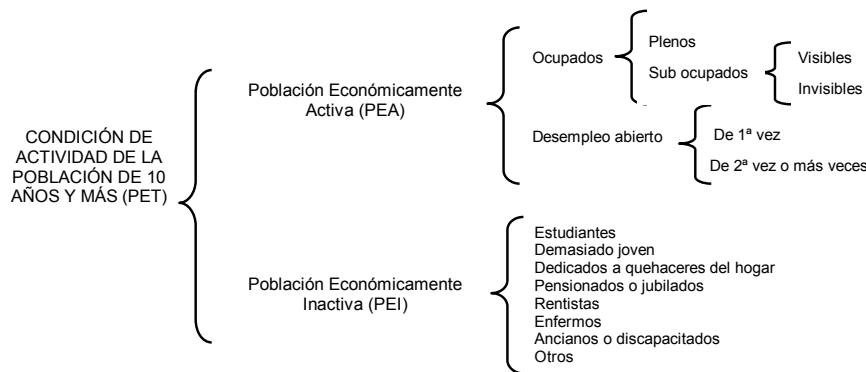 CONDICIÓN DE
ACTIVIDAD DE LA
POBLACIÓN DE 10
AÑOS Y MÁS (PET)
Población Económicamente
Activa (PEA)
Ocupados
Plenos
Sub ocupados
Visibles
Invisibles
Desempleo abierto
De 1ª vez
De 2ª vez o más veces
Población Económicamente
Inactiva (PEI)
Estudiantes
Demasiado joven
Dedicados a quehaceres del hogar
Pensionados o jubilados
Rentistas
Enfermos
Ancianos o discapacitados
Otros